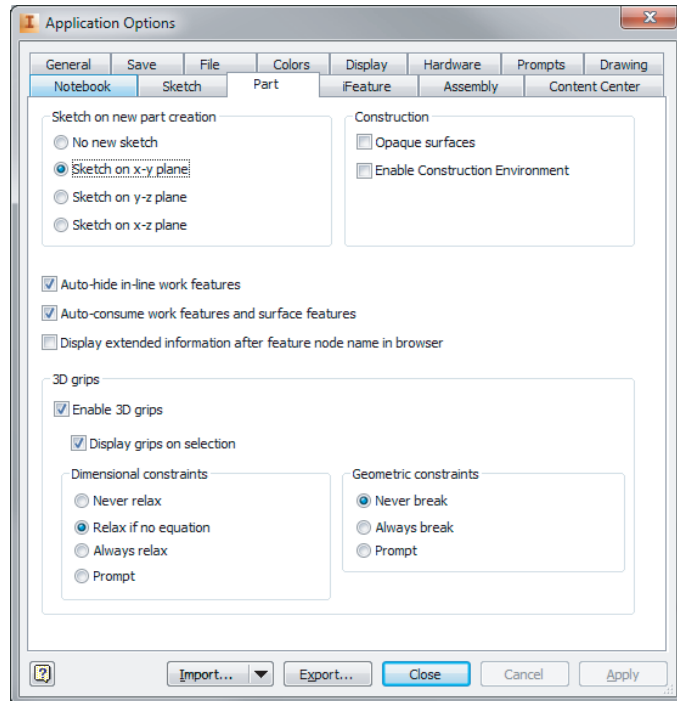 Application Options
General Save File Colors Display Hardware Prompts Drawing
Notebook Sketch Part iFeature Assembly Content Center
Sketch on new part creation
No new sketch
Sketch on x-y plane
Sketch on y-z plane
Sketch on x-z plane
Construction
Opaque surfaces
Enable Construction Environment
Auto-hide in-line work features
Auto-consume work features and surface features
Display extended information after feature node name in browser
3D grips
Enable 3D grips
Display grips on selection
Dimensional constraints
Never relax
Relax if no equation
Always relax
Prompt
Geometric constraints
Never break
Always break
Prompt
Import... Export... Close Cancel Apply